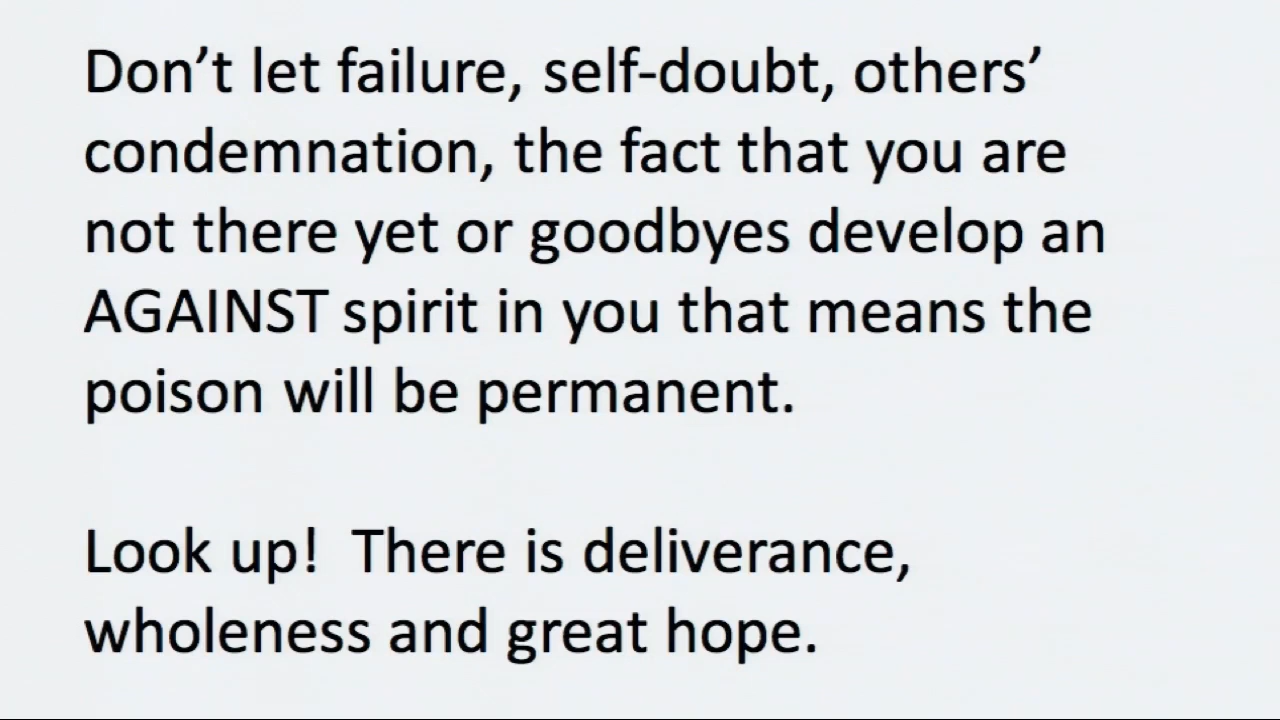 Don’t let failure, self-doubt, others’
condemnation, the fact that you are
not there yet or goodbyes develop an
AGAINST spirit in you that means the
poison will be permanent.
Look up!  There is deliverance,
wholeness and great hope.